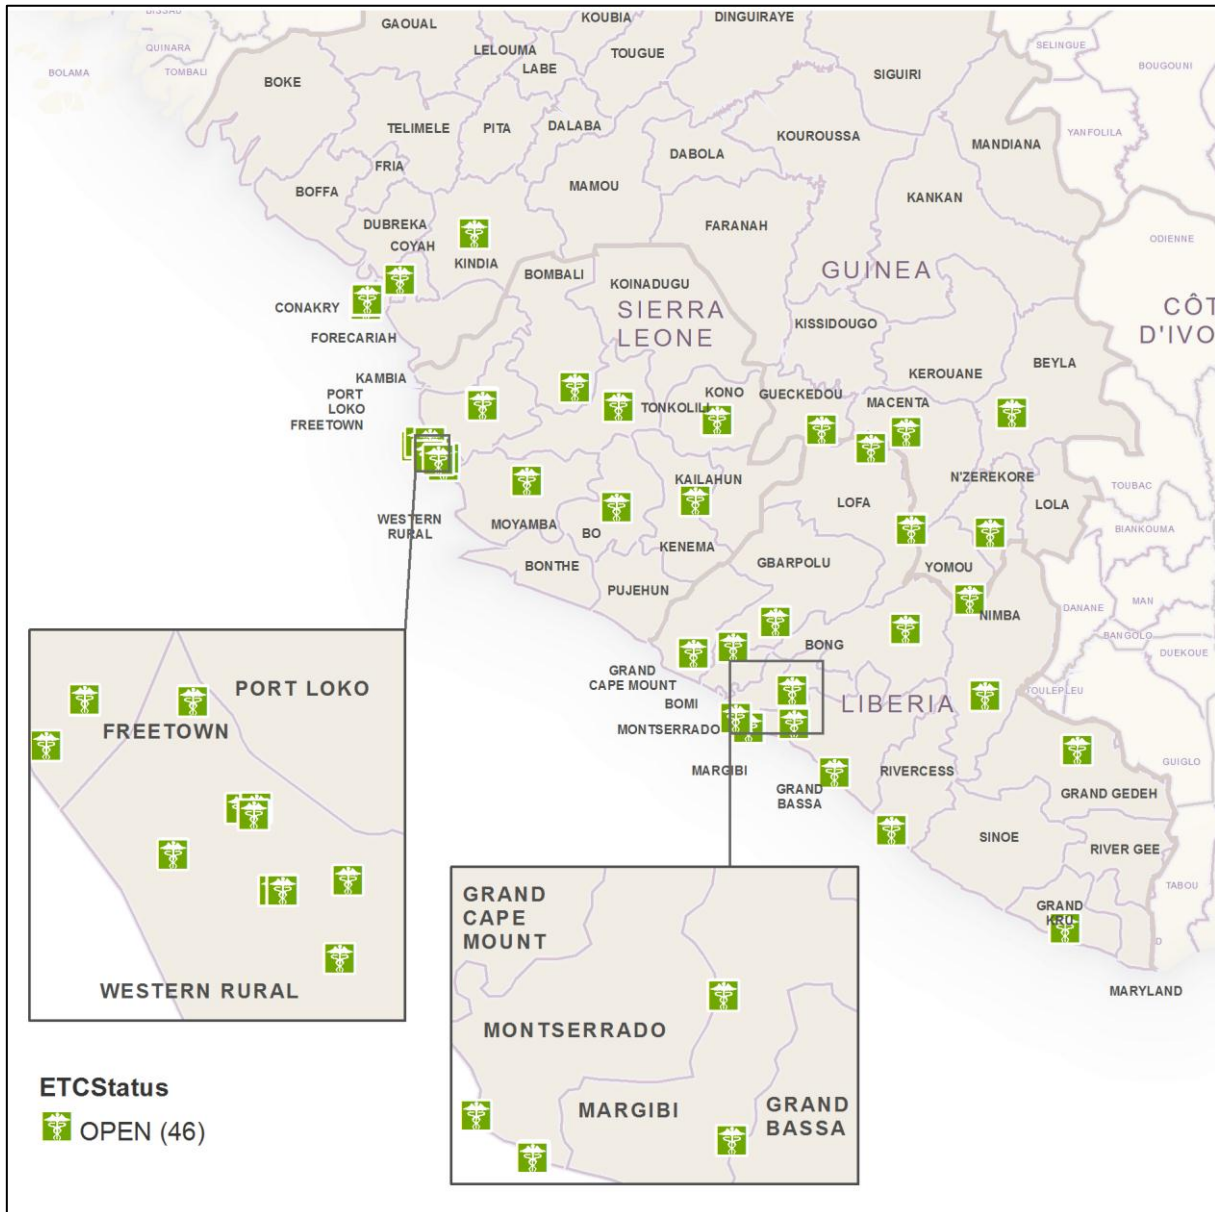 BISSAU
GAOUAL
KOUBIA
DINGUIRAYE
QUINARA
LELOUMA
TOUGUE
SELINGUE
BOLAMA
TOMBALI
LABE
BOUGOUNI
BOKE
SIGUIRI
TELIMELE
PITA
DALABA
KOUROUSSA
YANFOLILA
MANDIANA
FRIA
DABOLA
BOFFA
MAMOU
KANKAN
DUBREKA
FARANAH
COYAH
ODIENNE
KINDIA
BOMBALI
KOINADUGU
GUINEA
CONAKRY
SIERRA
LEONE
KISSIDOUGO
CÔT
D'IVO
FORECARIAH
BEYLA
KAMBIA
KEROUANE
PORT
LOKO
FREETOWN
KONO
TONKOLILI
GUECKEDOU
MACENTA
KAILAHUN
N'ZEREKORE
TOUBAC
LOFA
LOLA
WESTERN
RURAL
MOYAMBA
BO
BIANKOUMA
KENEMA
BONTHE
GBARPOLU
YOMOU
PUJEHUN
DANANE
MAN
NIMBA
BANGOLO
BONG
DUEKOUE
GRAND
CAPE MOUNT
TOULEPLEU
BOMI
LIBERIA
MONTSERRADO
MARGIBI
RIVERCESS
GUIGLO
GRAND
BASSA
GRAND GEDEH
SINOE
RIVER GEE
TABOU
GRAND
KRU
D
MARYLAND
PORT LOKO
FREETOWN
WESTERN RURAL
GRAND
CAPE
MOUNT
MONTSERRADO
MARGIBI
GRAND
BASSA
ETCStatus
OPEN (46)